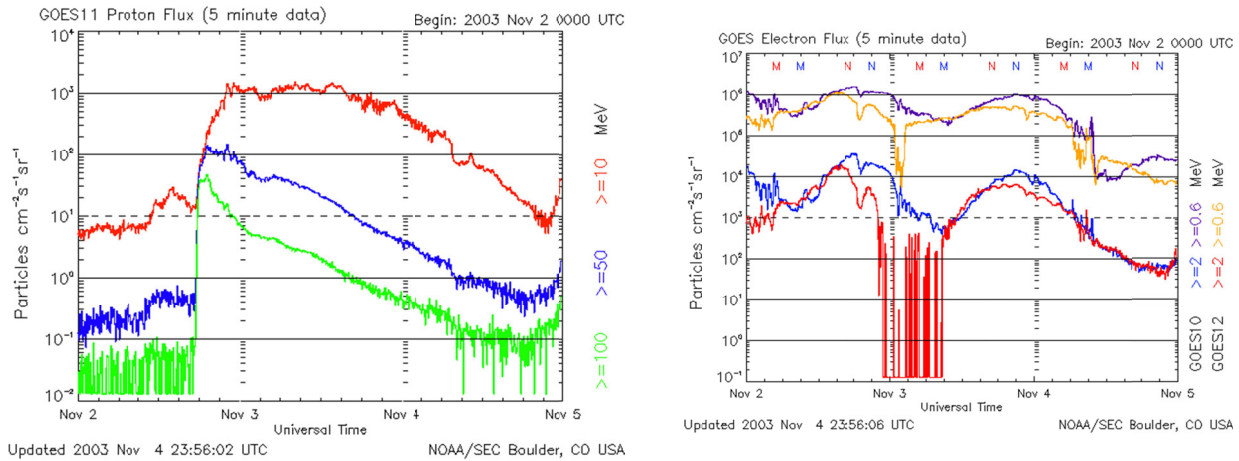 GOES11 Proton Flux (5 minute data)
Begin: 2003 Nov 2 0000 UTC
Particles cm⁻²s⁻¹sr⁻¹
10⁴
10³
10²
10¹
10⁰
10⁻¹
10⁻²
Nov 2
Nov 3
Nov 4
Nov 5
Universal Time
MeV
>=10
>=50
>=100
Updated 2003 Nov 4 23:56:02 UTC
NOAA/SEC Boulder, CO USA
GOES Electron Flux (5 minute data)
Begin: 2003 Nov 2 0000 UTC
M M N N M M N N M M N N
Particles cm⁻²s⁻¹sr⁻¹
10⁷
10⁶
10⁶
10⁵
10⁴
10³
10²
10¹
10⁰
10⁻¹
Nov 2
Nov 3
Nov 4
Nov 5
Universal Time
GOES10 >=2 >=0.6 MeV
GOES12 >=2 >=0.6 MeV
Updated 2003 Nov 4 23:56:06 UTC
NOAA/SEC Boulder, CO USA